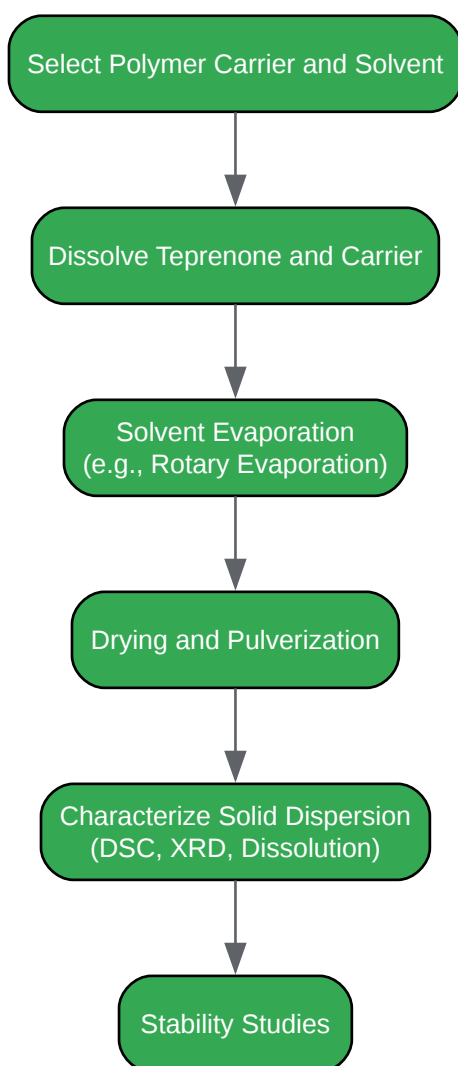 Select Polymer Carrier and Solvent
Dissolve Teprenone and Carrier
Solvent Evaporation
(e.g., Rotary Evaporation)
Drying and Pulverization
Characterize Solid Dispersion
(DSC, XRD, Dissolution)
Stability Studies